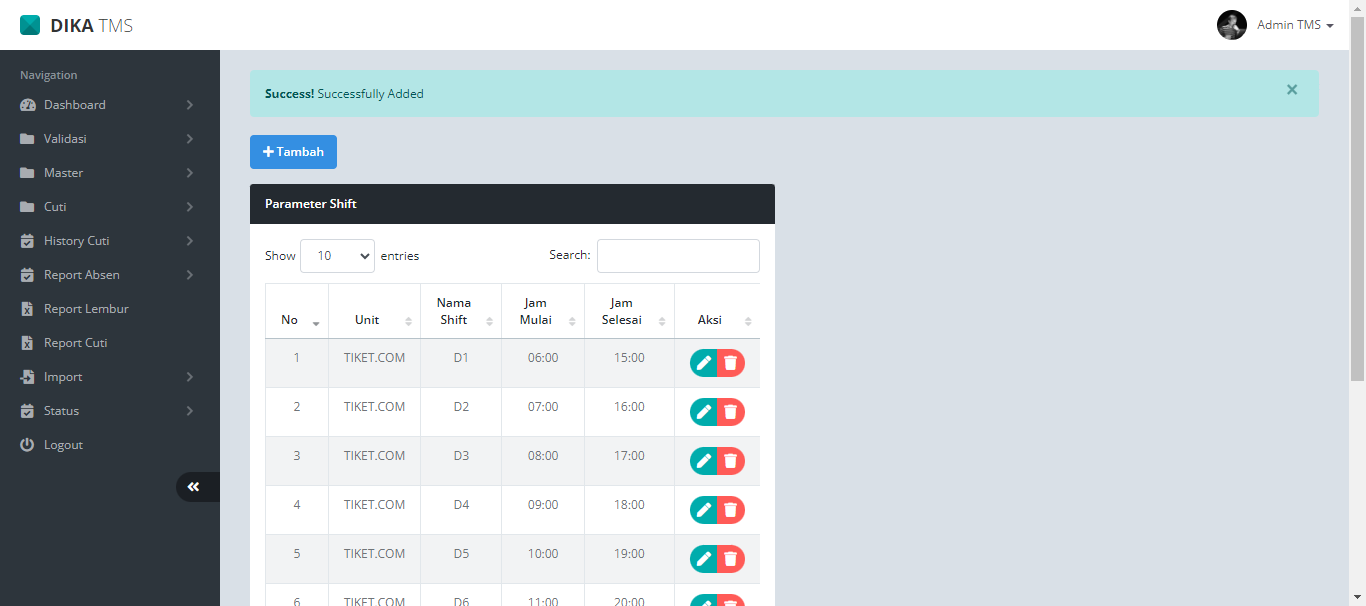 DIKA TMS
Admin TMS
Navigation
Dashboard
Validasi
Master
Cuti
History Cuti
Report Absen
Report Lembur
Report Cuti
Import
Status
Logout
Success! Successfully Added
Tambah
Parameter Shift
Show 10 entries Search:
No Unit Nama Shift Jam Mulai Jam Selesai Aksi
1 TIKET.COM D1 06:00 15:00
2 TIKET.COM D2 07:00 16:00
3 TIKET.COM D3 08:00 17:00
4 TIKET.COM D4 09:00 18:00
5 TIKET.COM D5 10:00 19:00
6 TIKET.COM D6 11:00 20:00